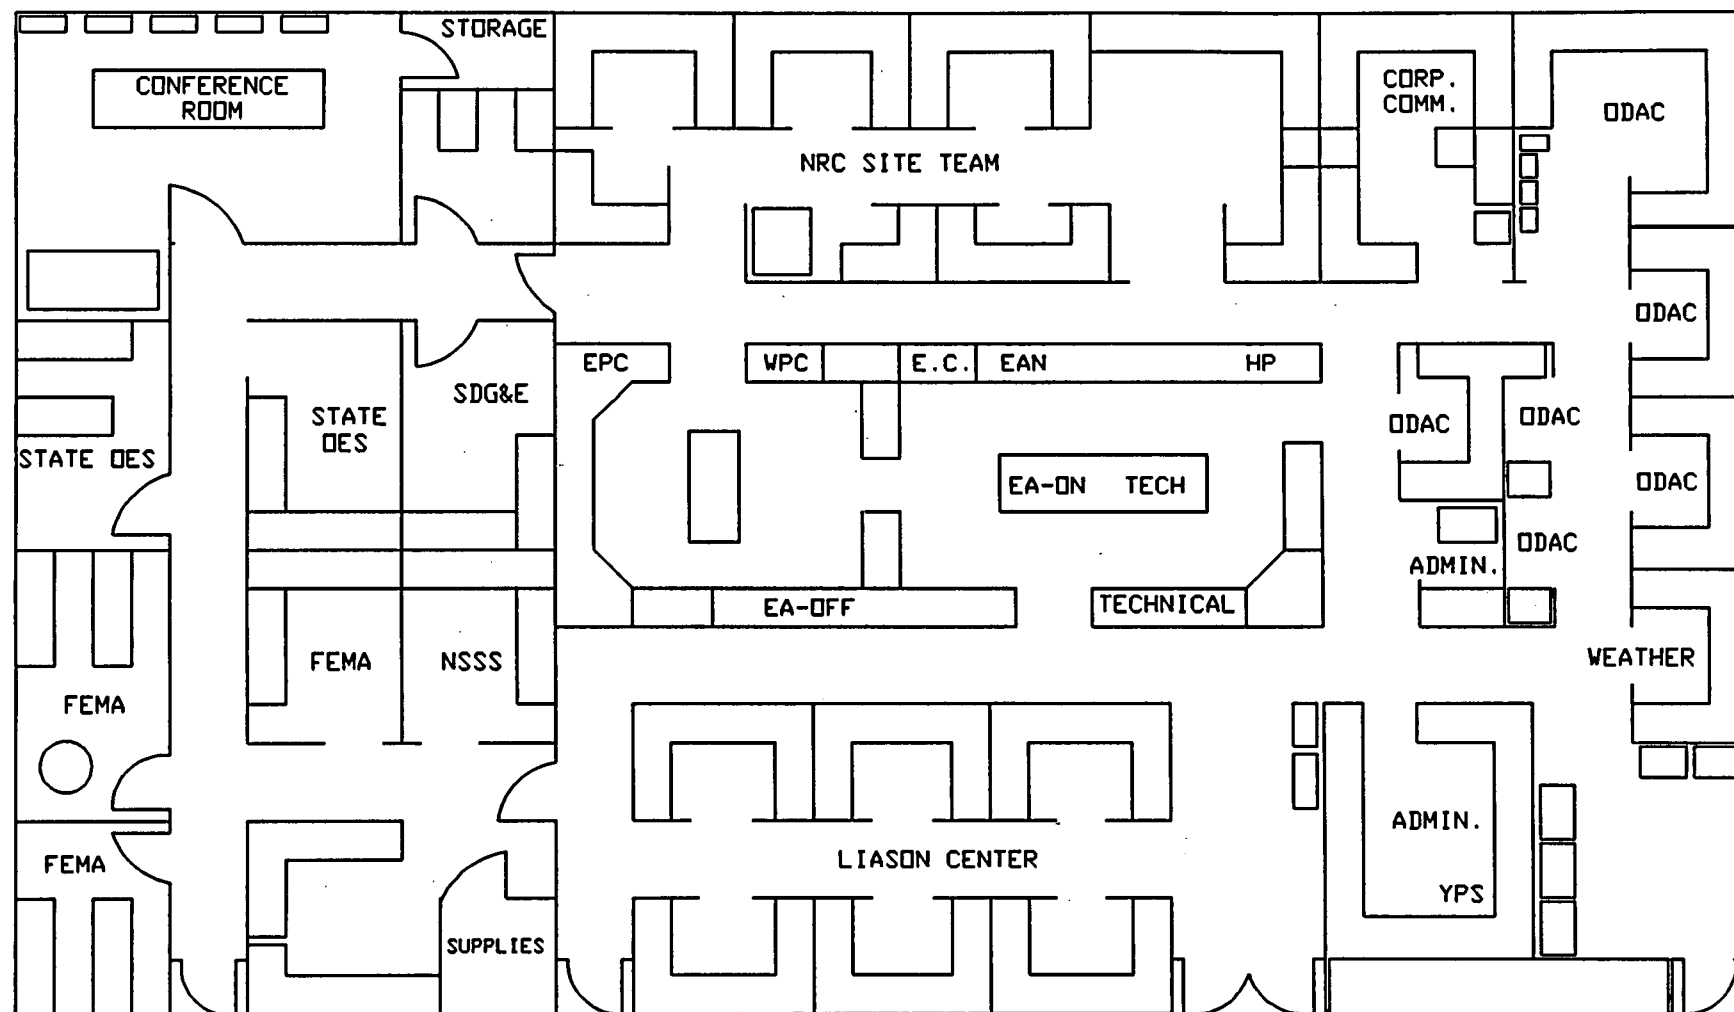 STORAGE
CONFERENCE
ROOM
CORP.
COMM.
ODAC
NRC SITE TEAM
ODAC
EPC
WPC
E.C.
EAN
HP
SDG&E
STATE
OES
ODAC
ODAC
STATE OES
EA-ON TECH
ODAC
ODAC
ADMIN.
EA-OFF
TECHNICAL
FEMA
NSSS
WEATHER
FEMA
ADMIN.
LIASON CENTER
FEMA
YPS
SUPPLIES